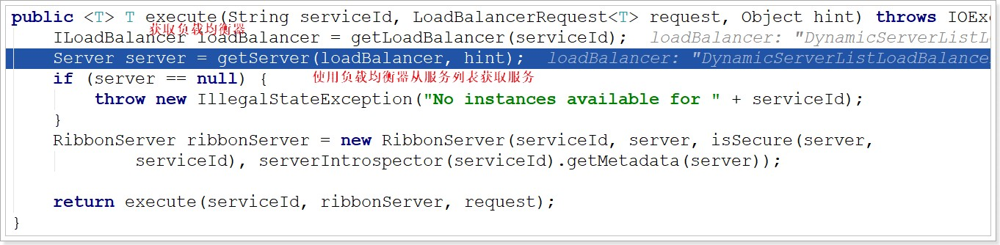 public <T> T execute(String serviceId, LoadBalancerRequest<T> request, Object hint) throws IOExc
获取负载均衡器
ILoadBalancer loadBalancer = getLoadBalancer(serviceId); loadBalancer: "DynamicServerListLo
Server server = getServer(loadBalancer, hint); loadBalancer: "DynamicServerListLoadBalance
if (server == null) {
使用负载均衡器从服务列表获取服务
throw new IllegalStateException("No instances available for " + serviceId);
}
RibbonServer ribbonServer = new RibbonServer(serviceId, server, isSecure(server,
serviceId), serverIntrospector(serviceId).getMetadata(server));
return execute(serviceId, ribbonServer, request);
}